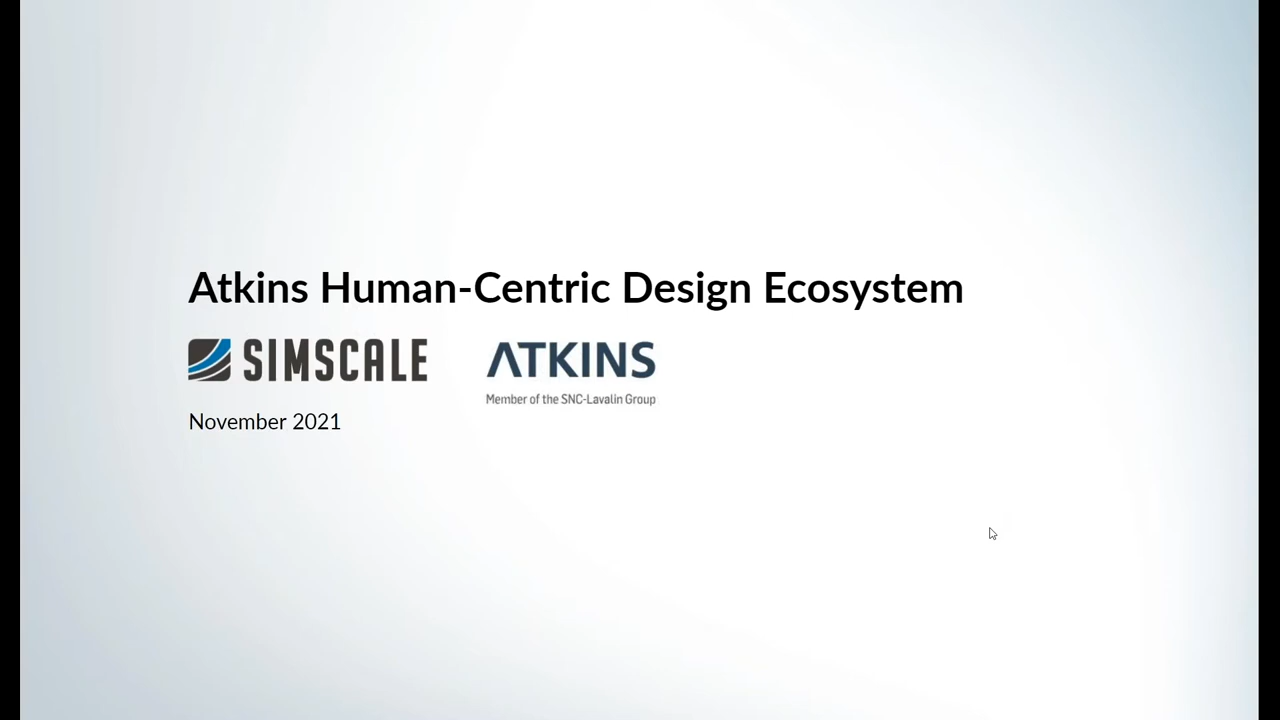 Atkins Human-Centric Design Ecosystem
SIMSCALE
ATKINS
Member of the SNC-Lavalin Group
November 2021